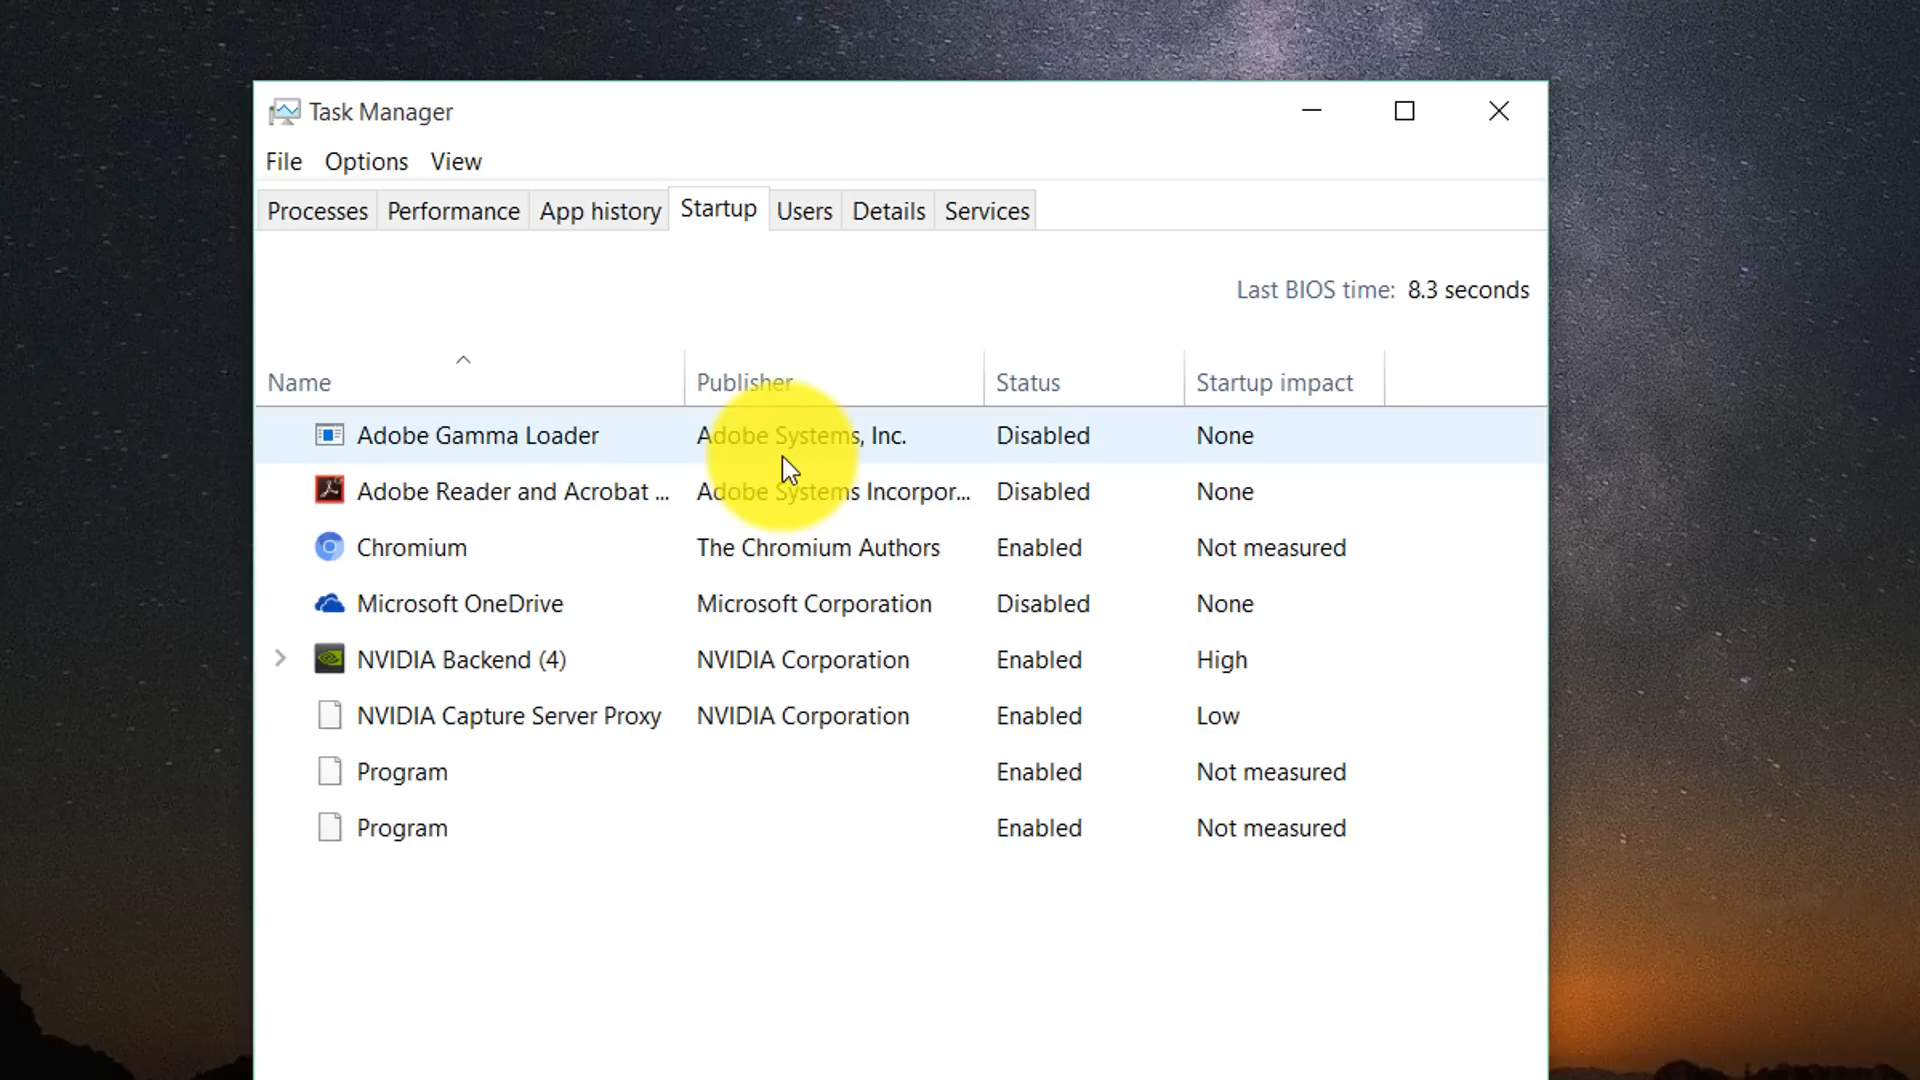 Task Manager
File Options View
Processes Performance App history Startup Users Details Services
Last BIOS time: 8.3 seconds
Name Publisher Status Startup impact
Adobe Gamma Loader Adobe Systems, Inc. Disabled None
Adobe Reader and Acrobat ... Adobe Systems Incorpor... Disabled None
Chromium The Chromium Authors Enabled Not measured
Microsoft OneDrive Microsoft Corporation Disabled None
NVIDIA Backend (4) NVIDIA Corporation Enabled High
NVIDIA Capture Server Proxy NVIDIA Corporation Enabled Low
Program Enabled Not measured
Program Enabled Not measured